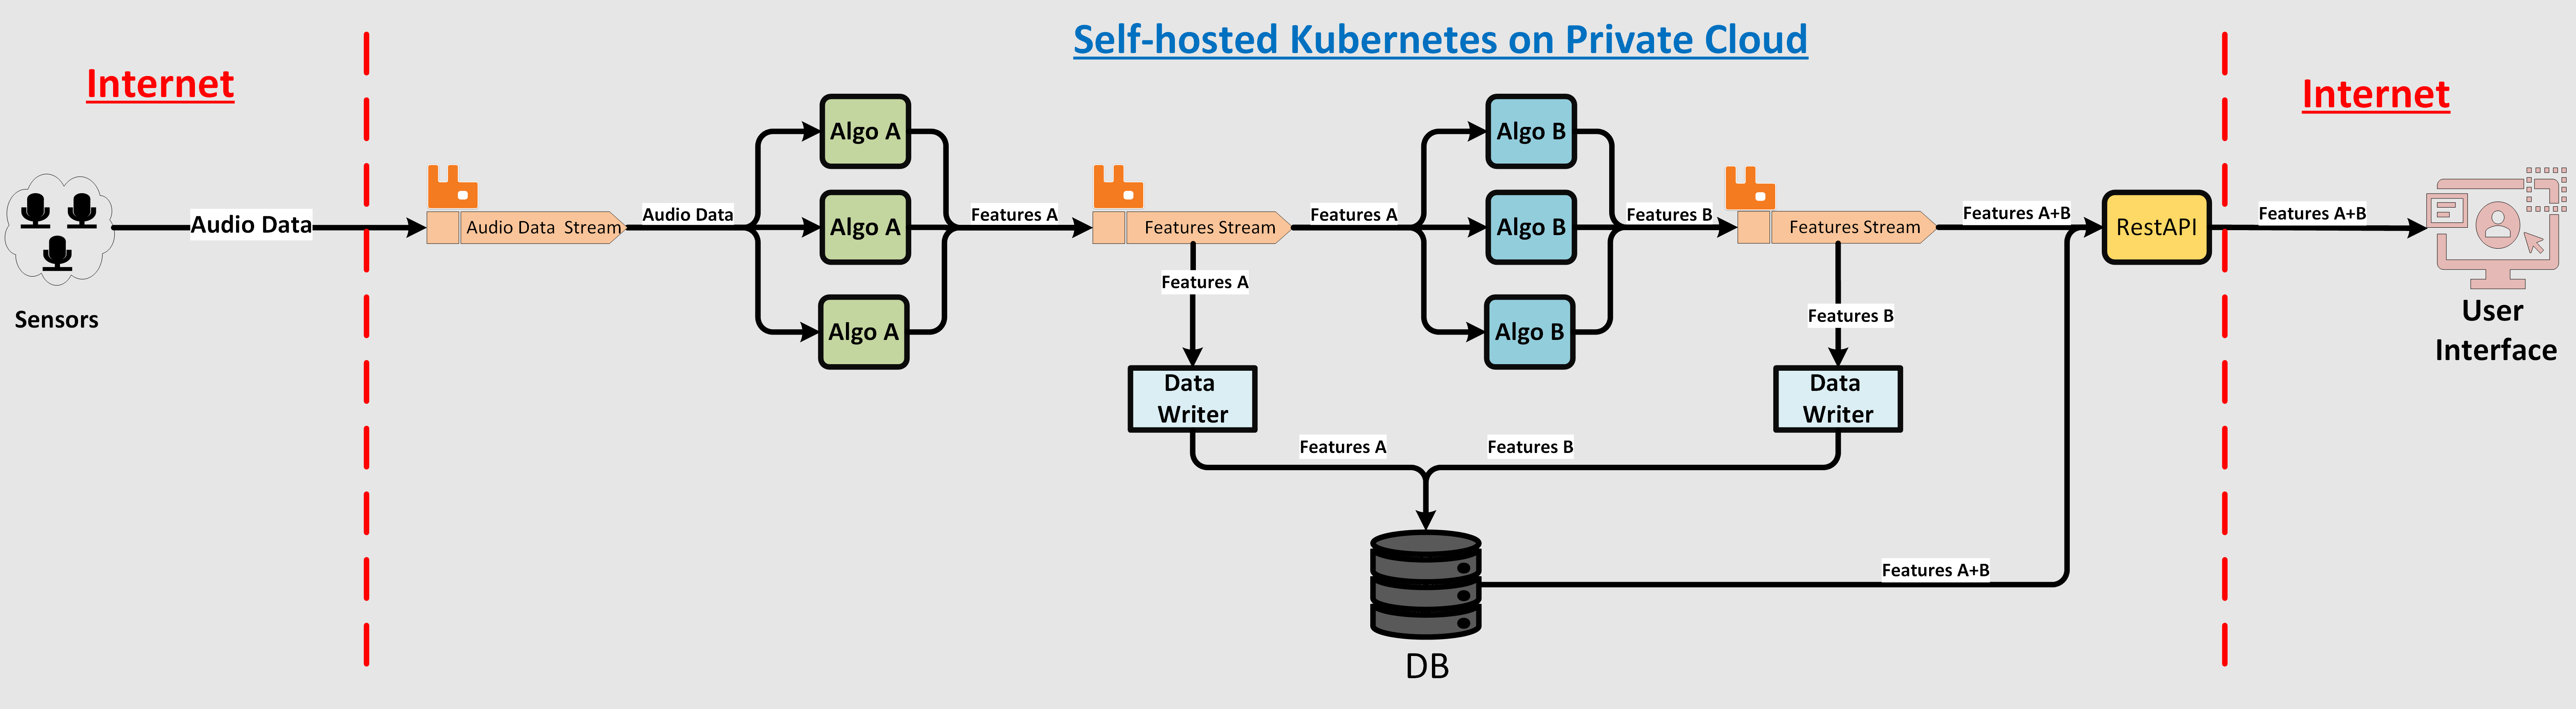 Self-hosted Kubernetes on Private Cloud
Internet
Internet
Sensors
Audio Data
Audio Data  Stream
Audio Data
Algo A
Algo A
Algo A
Features A
Features Stream
Features A
Features A
Data
Writer
Features A
Algo B
Algo B
Algo B
Features B
Features Stream
Features B
Data
Writer
Features B
DB
Features A+B
Features A+B
RestAPI
Features A+B
User
Interface